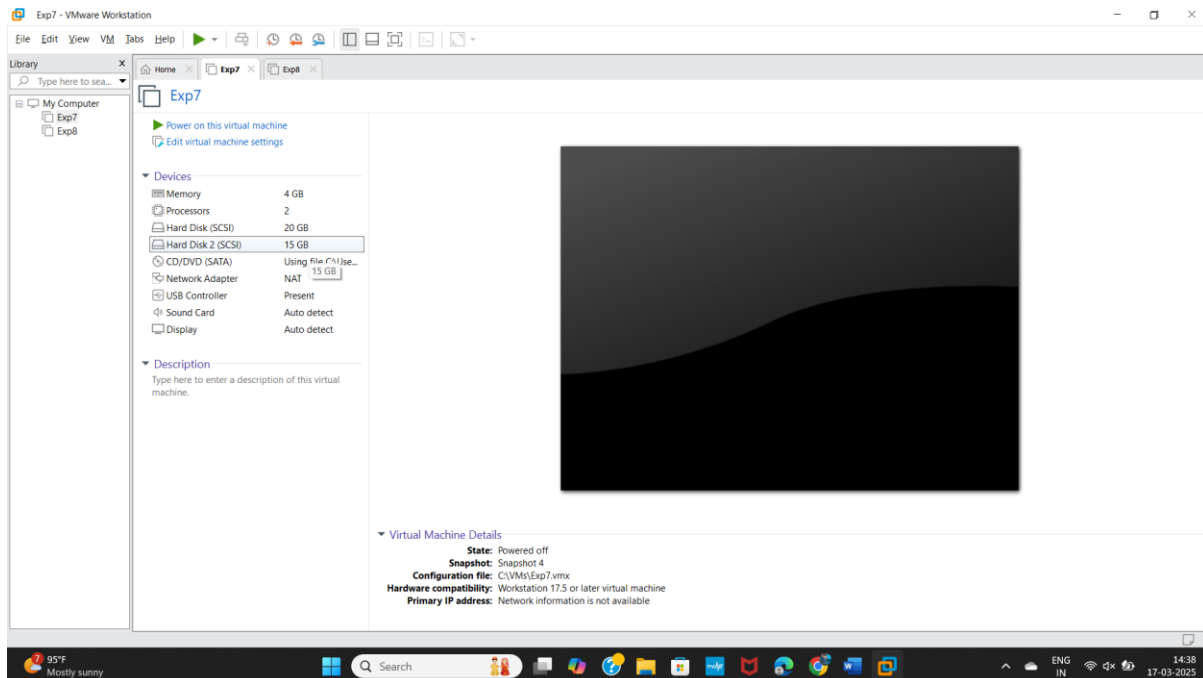 Exp7 - VMware Workstation
File Edit View VM Tabs Help
Library X
Type here to sea...
My Computer
Exp7
Exp8
Home
Exp7
Exp8
Exp7
Power on this virtual machine
Edit virtual machine settings
Devices
Memory 4 GB
Processors 2
Hard Disk (SCSI) 20 GB
Hard Disk 2 (SCSI) 15 GB
CD/DVD (SATA) Using file C:\Use...
15 GB
Network Adapter NAT
USB Controller Present
Sound Card Auto detect
Display Auto detect
Description
Type here to enter a description of this virtual
machine.
Virtual Machine Details
State: Powered off
Snapshot: Snapshot 4
Configuration file: C:\VMs\Exp7.vmx
Hardware compatibility: Workstation 17.5 or later virtual machine
Primary IP address: Network information is not available
7
95°F
Mostly sunny
Search
myhp
W
ENG
IN
14:38
17-03-2025